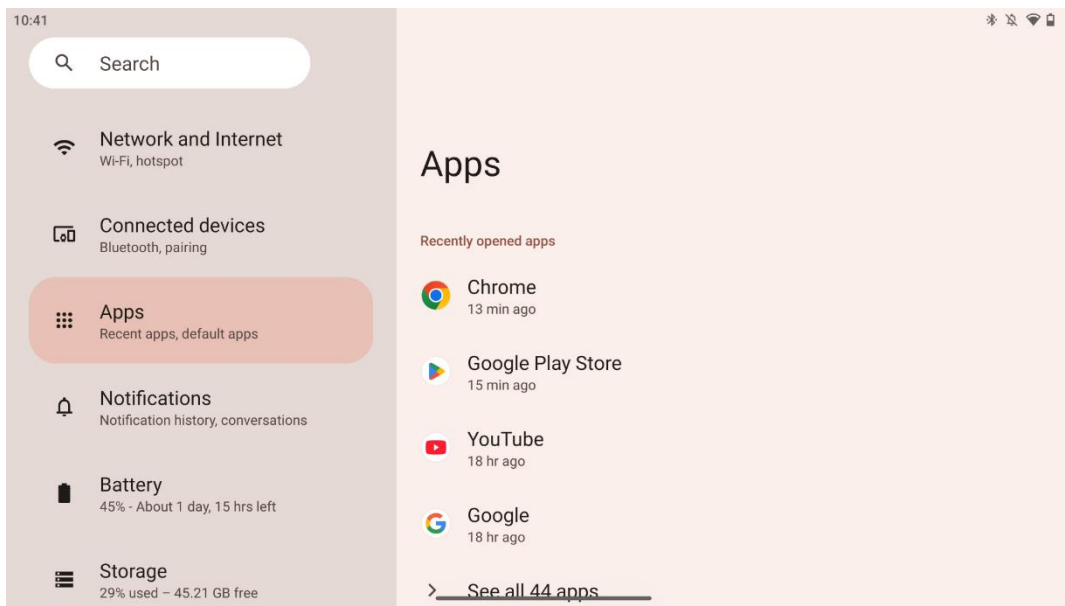 10:41
Search
Network and Internet
Wi-Fi, hotspot
Connected devices
Bluetooth, pairing
Apps
Recent apps, default apps
Notifications
Notification history, conversations
Battery
45% - About 1 day, 15 hrs left
Storage
29% used – 45.21 GB free
Apps
Recently opened apps
Chrome
13 min ago
Google Play Store
15 min ago
YouTube
18 hr ago
Google
18 hr ago
See all 44 apps